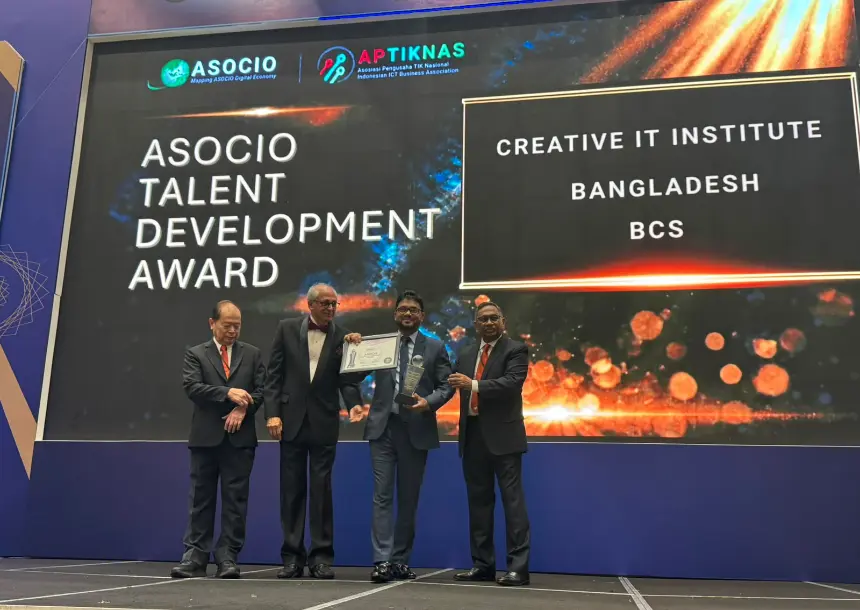 ASOCIO
Mapping ASOCIO Digital Economy
APTIKNAS
Asosiasi Pengusaha TIK Nasional
Indonesian ICT Business Association
ASOCIO
TALENT
DEVELOPMENT
AWARD
CREATIVE IT INSTITUTE
BANGLADESH
BCS